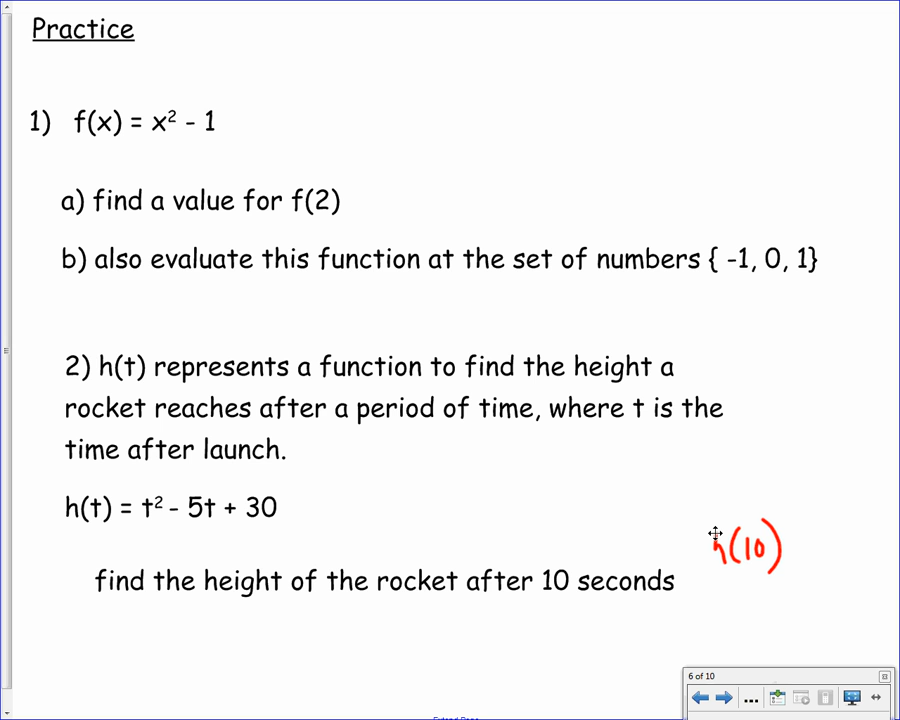 Practice
1) f(x) = x² - 1
a) find a value for f(2)
b) also evaluate this function at the set of numbers { -1, 0, 1}
2) h(t) represents a function to find the height a
rocket reaches after a period of time, where t is the
time after launch.
h(t) = t² - 5t + 30
h(10)
find the height of the rocket after 10 seconds
6 of 10